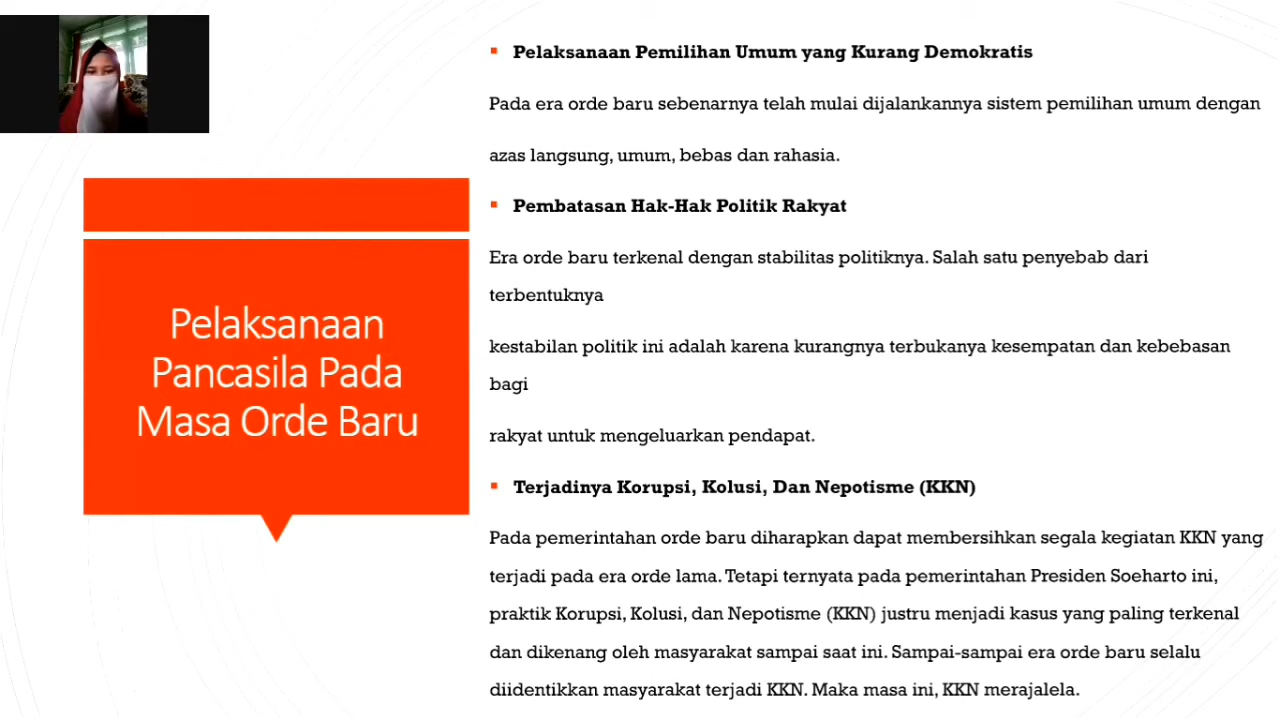 Pelaksanaan
Pancasila Pada
Masa Orde Baru
Pelaksanaan Pemilihan Umum yang Kurang Demokratis
Pada era orde baru sebenarnya telah mulai dijalankannya sistem pemilihan umum dengan
azas langsung, umum, bebas dan rahasia.
Pembatasan Hak-Hak Politik Rakyat
Era orde baru terkenal dengan stabilitas politiknya. Salah satu penyebab dari
terbentuknya
kestabilan politik ini adalah karena kurangnya terbukanya kesempatan dan kebebasan
bagi
rakyat untuk mengeluarkan pendapat.
Terjadinya Korupsi, Kolusi, Dan Nepotisme (KKN)
Pada pemerintahan orde baru diharapkan dapat membersihkan segala kegiatan KKN yang
terjadi pada era orde lama. Tetapi ternyata pada pemerintahan Presiden Soeharto ini,
praktik Korupsi, Kolusi, dan Nepotisme (KKN) justru menjadi kasus yang paling terkenal
dan dikenang oleh masyarakat sampai saat ini. Sampai-sampai era orde baru selalu
diidentikkan masyarakat terjadi KKN. Maka masa ini, KKN merajalela.